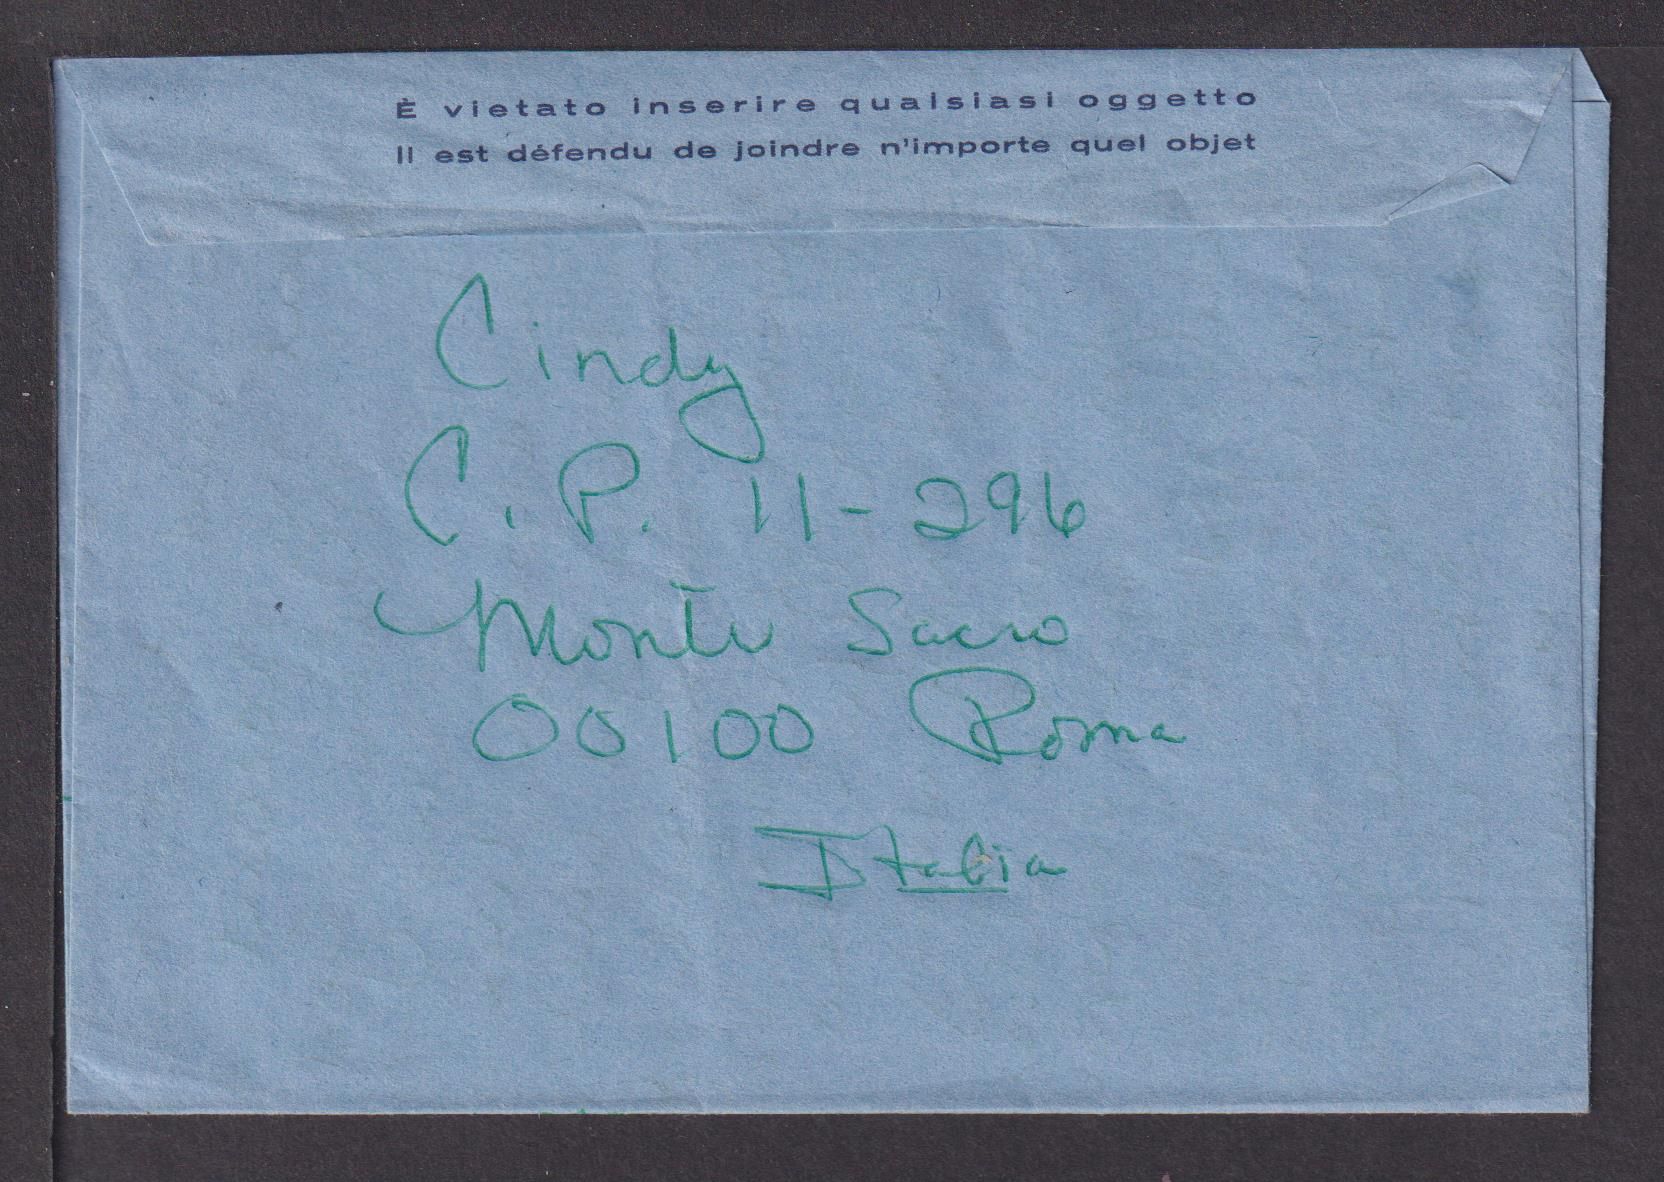 È vietato inserire qualsiasi oggetto
Il est défendu de joindre n'importe quel objet
Cindy
C. P. 11-296
Monte Sacro
00100 Roma
Italia